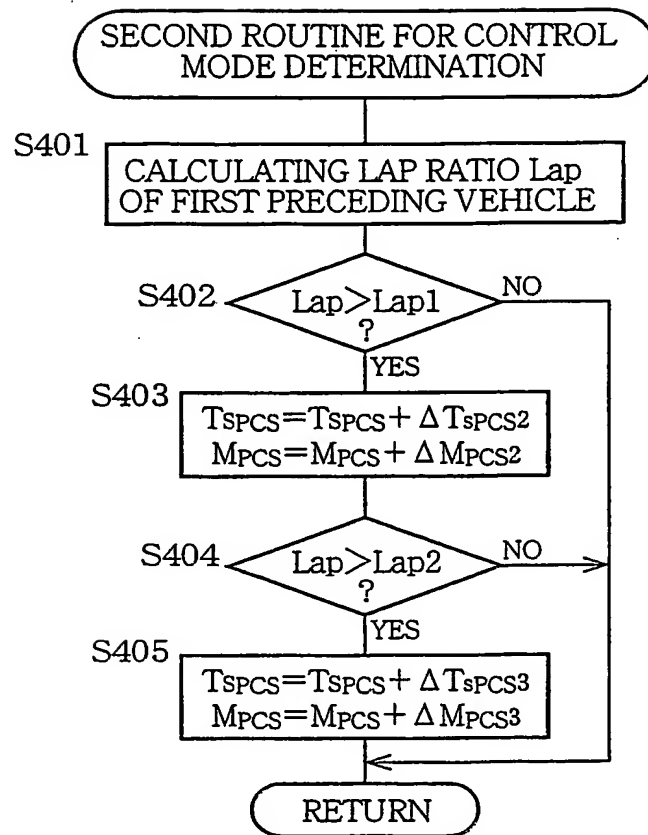 SECOND ROUTINE FOR CONTROL
MODE DETERMINATION
S401
CALCULATING LAP RATIO Lap
OF FIRST PRECEDING VEHICLE
S402
Lap>Lap1
?
NO
YES
S403
TSPCS=TSPCS+ΔTSPCS2
MPCS=MPCS+ΔMPCS2
S404
Lap>Lap2
?
NO
YES
S405
TSPCS=TSPCS+ΔTSPCS3
MPCS=MPCS+ΔMPCS3
RETURN